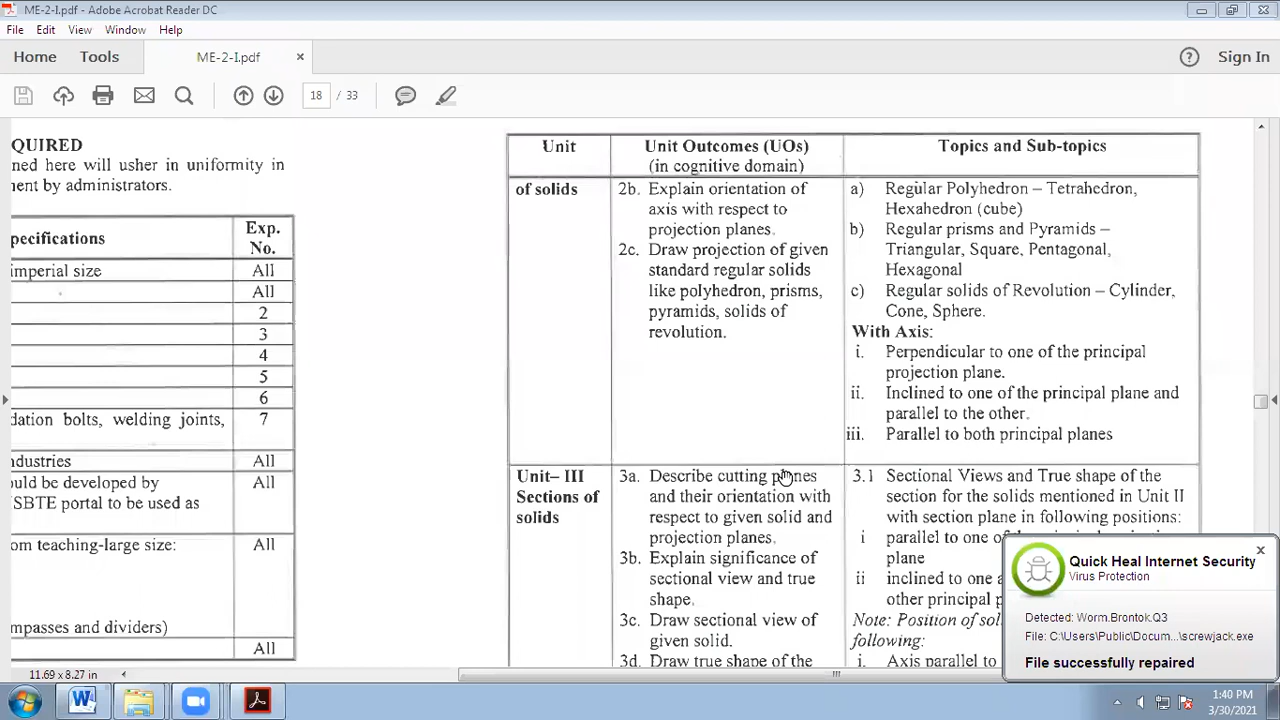 ME-2-I.pdf - Adobe Acrobat Reader DC
File Edit View Window Help
Home Tools ME-2-I.pdf × Sign In
18 / 33
QUIRED
ned here will usher in uniformity in
nent by administrators.
pecifications Exp. No.
imperial size All
All
2
3
4
5
6
dation bolts, welding joints, 7
ndustries All
ould be developed by All
SBTE portal to be used as
om teaching-large size: All
mpasses and dividers)
All
Unit Unit Outcomes (UOs) Topics and Sub-topics
(in cognitive domain)
of solids
2b. Explain orientation of
axis with respect to
projection planes.
2c. Draw projection of given
standard regular solids
like polyhedron, prisms,
pyramids, solids of
revolution.
a) Regular Polyhedron – Tetrahedron,
Hexahedron (cube)
b) Regular prisms and Pyramids –
Triangular, Square, Pentagonal,
Hexagonal
c) Regular solids of Revolution – Cylinder,
Cone, Sphere.
With Axis:
i. Perpendicular to one of the principal
projection plane.
ii. Inclined to one of the principal plane and
parallel to the other.
iii. Parallel to both principal planes
Unit– III
Sections of
solids
3a. Describe cutting planes
and their orientation with
respect to given solid and
projection planes.
3b. Explain significance of
sectional view and true
shape.
3c. Draw sectional view of
given solid.
3d. Draw true shape of the
3.1 Sectional Views and True shape of the
section for the solids mentioned in Unit II
with section plane in following positions:
i parallel to one of
plane
ii inclined to one
other principal
Note: Position of
following:
i. Axis parallel to
Quick Heal Internet Security
Virus Protection
Detected: Worm.Brontok.Q3
File: C:\Users\Public\Docum...\screwjack.exe
File successfully repaired
11.69 x 8.27 in
1:40 PM
3/30/2021